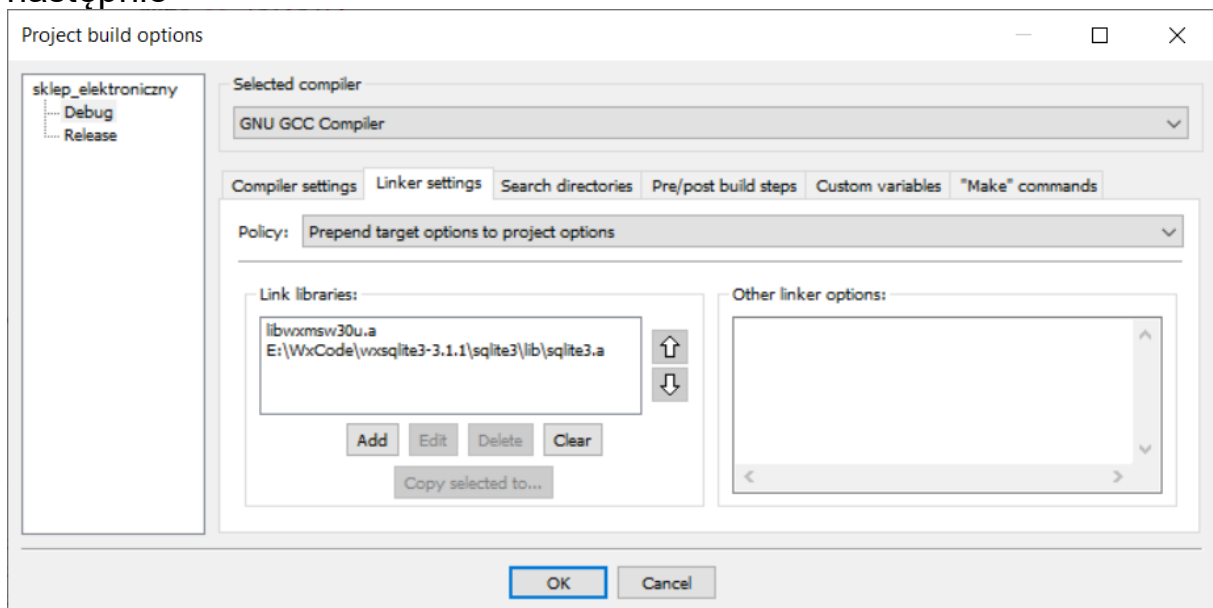 następnie
Project build options
sklep_elektroniczny
Debug
Release
Selected compiler
GNU GCC Compiler
Compiler settings Linker settings Search directories Pre/post build steps Custom variables "Make" commands
Policy: Prepend target options to project options
Link libraries:
libwxmsw30u.a
E:\WxCode\wxsqlite3-3.1.1\sqlite3\lib\sqlite3.a
Add Edit Delete Clear
Copy selected to...
Other linker options:
OK Cancel